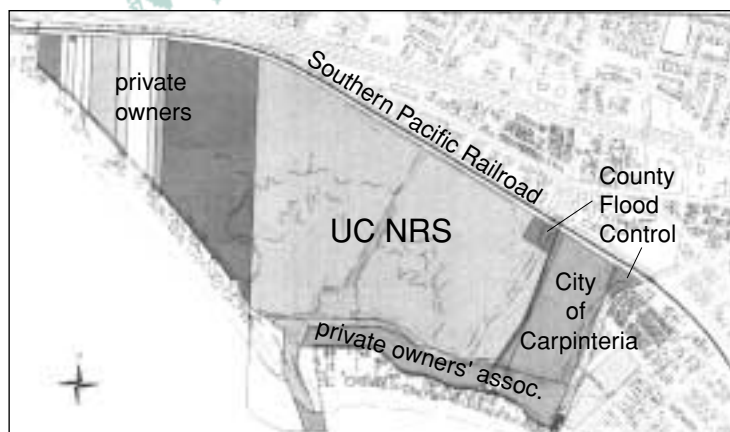 private
owners
Southern Pacific Railroad
County
Flood
Control
UC NRS
City
of
Carpinteria
private owners' assoc.